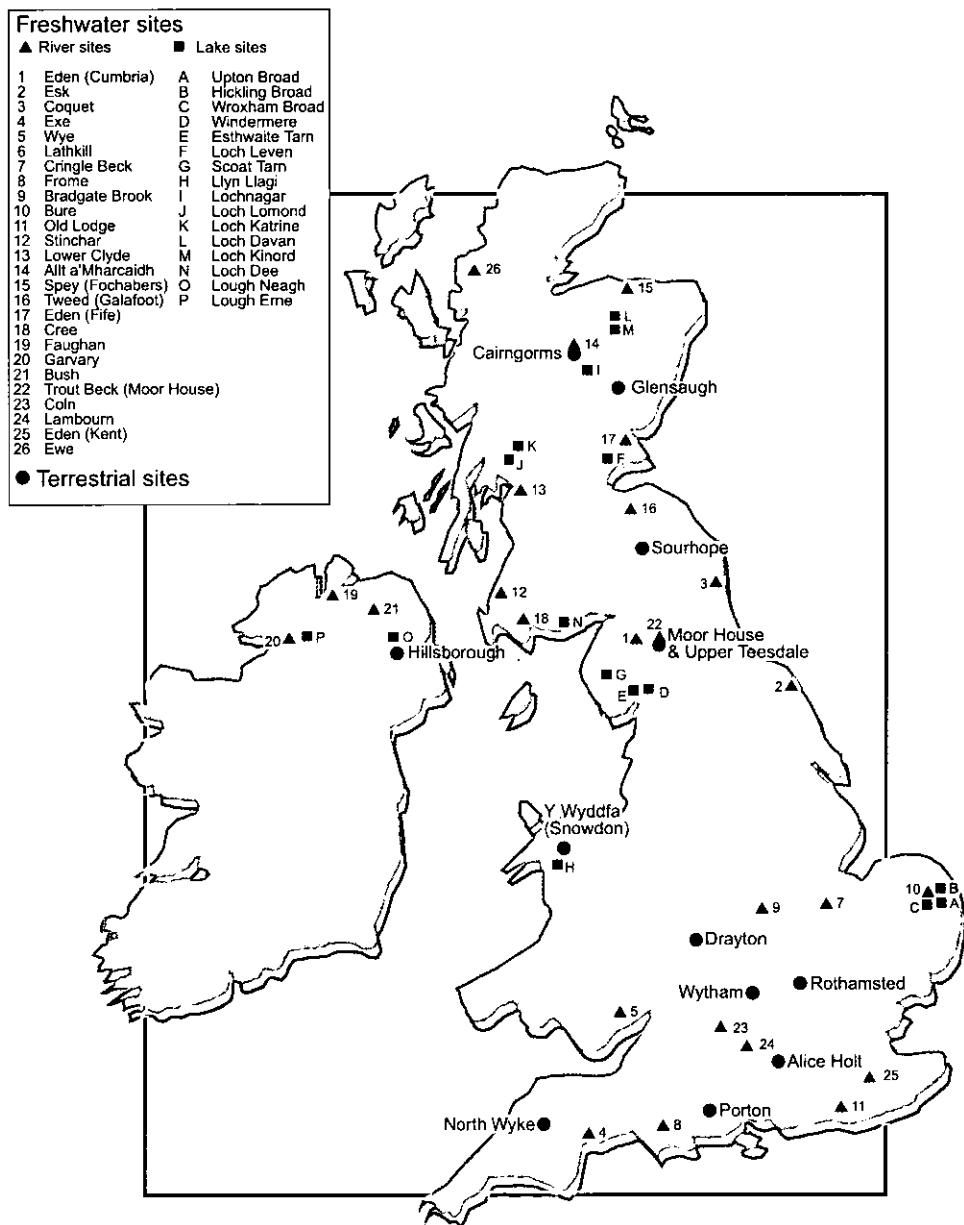 Freshwater sites
▲ River sites ■ Lake sites
1 Eden (Cumbria) A Upton Broad
2 Esk B Hickling Broad
3 Coquet C Wroxham Broad
4 Exe D Windermere
5 Wye E Esthwaite Tarn
6 Lathkill F Loch Leven
7 Cringle Beck G Scoat Tarn
8 Frome H Llyn Llagi
9 Bradgate Brook I Lochnagar
10 Bure J Loch Lomond
11 Old Lodge K Loch Katrine
12 Stinchar L Loch Davan
13 Lower Clyde M Loch Kinord
14 Allt a'Mharcaidh N Loch Dee
15 Spey (Fochabers) O Lough Neagh
16 Tweed (Galafoot) P Lough Erne
17 Eden (Fife)
18 Cree
19 Faughan
20 Garvary
21 Bush
22 Trout Beck (Moor House)
23 Coln
24 Lambourn
25 Eden (Kent)
26 Ewe
● Terrestrial sites
26
15
L
M
14
Cairngorms
I
Glensaugh
17
K
F
J
13
16
Sourhope
3
19
12
21
18
N
22
20
P
O
1
Moor House
& Upper Teesdale
Hillsborough
G
2
E
D
Y Wyddfa
(Snowdon)
H
10
B
C
A
9
7
Drayton
Rothamsted
Wytham
5
23
24
Alice Holt
25
Porton
11
North Wyke
4
8